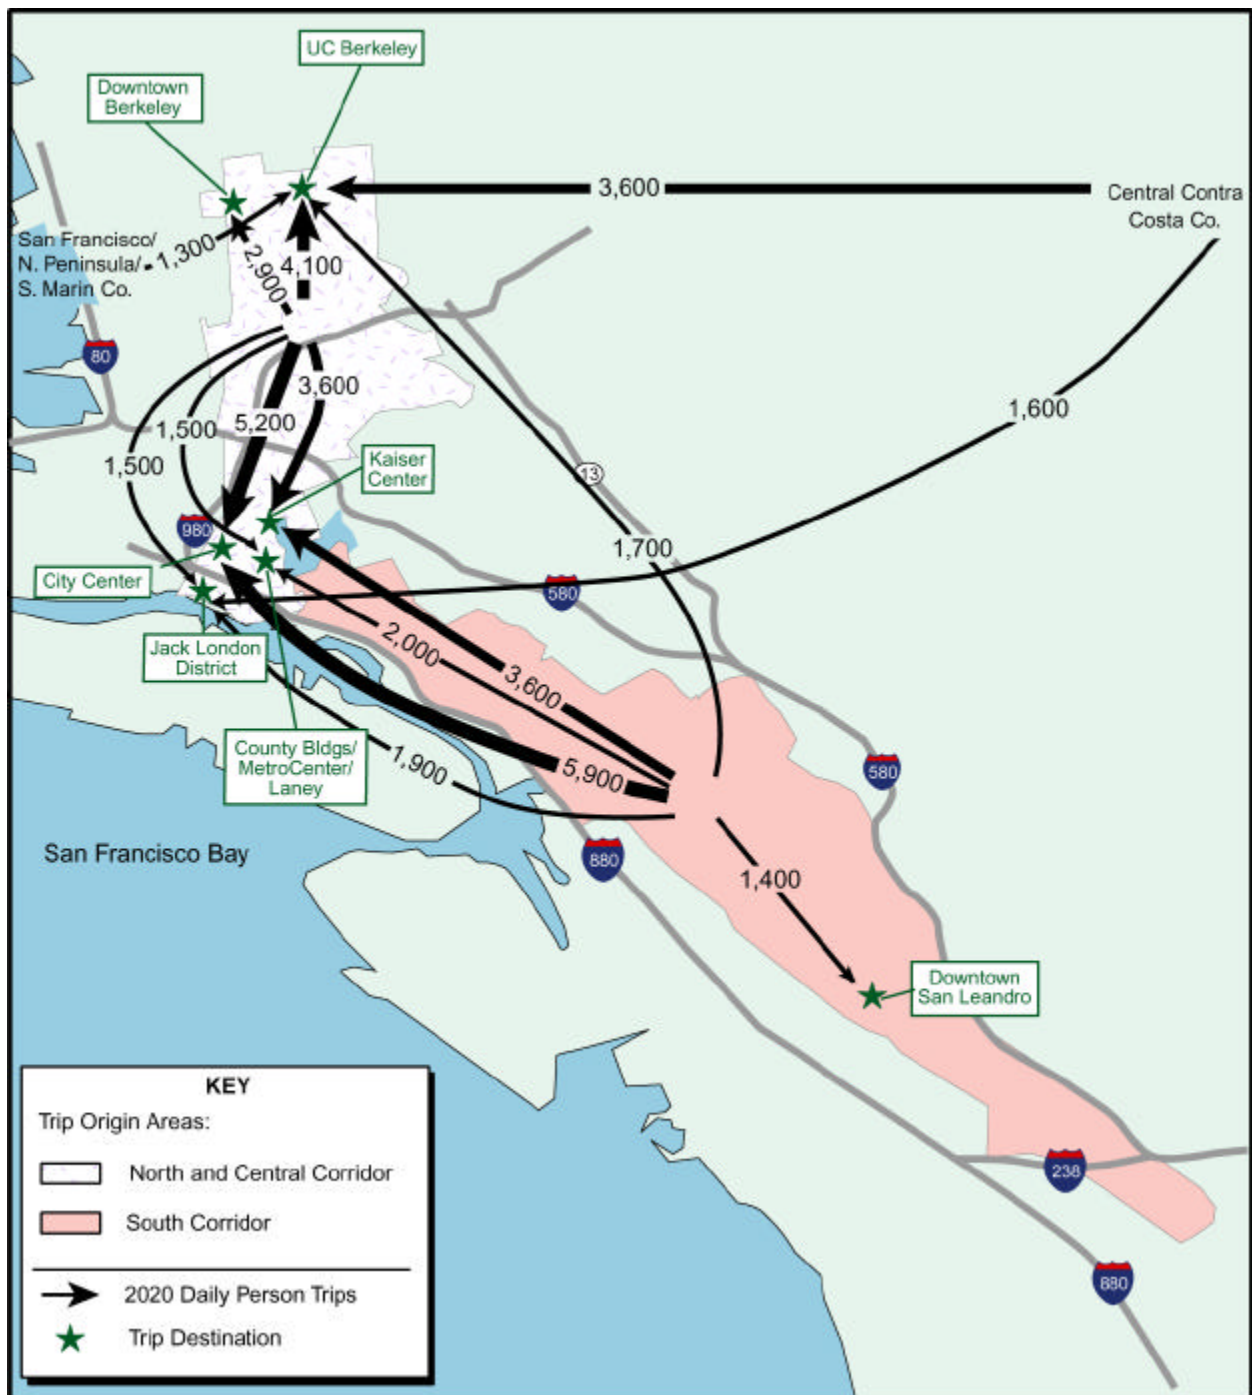 UC Berkeley
Downtown
Berkeley
3,600
Central Contra
Costa Co.
San Francisco/
N. Peninsula/
S. Marin Co.
1,300
2,900
4,100
80
3,600
5,200
1,500
1,500
1,600
Kaiser
Center
13
980
1,700
City Center
580
Jack London
District
2,000
3,600
County Bldgs/
MetroCenter/
Laney
1,900
5,900
580
San Francisco Bay
880
1,400
Downtown
San Leandro
KEY
Trip Origin Areas:
North and Central Corridor
South Corridor
2020 Daily Person Trips
Trip Destination
238
880